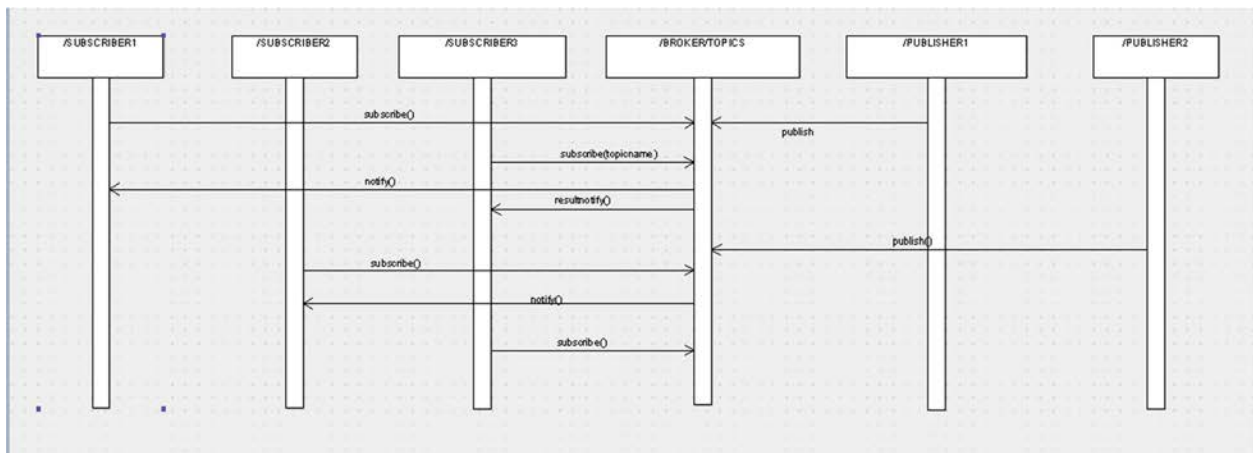 /SUBSCRIBER1
/SUBSCRIBER2
/SUBSCRIBER3
/BROKER/TOPICS
/PUBLISHER1
/PUBLISHER2
subscribe()
publish
subscribe(topicname)
notify()
resultnotify()
publish()
subscribe()
notify()
subscribe()